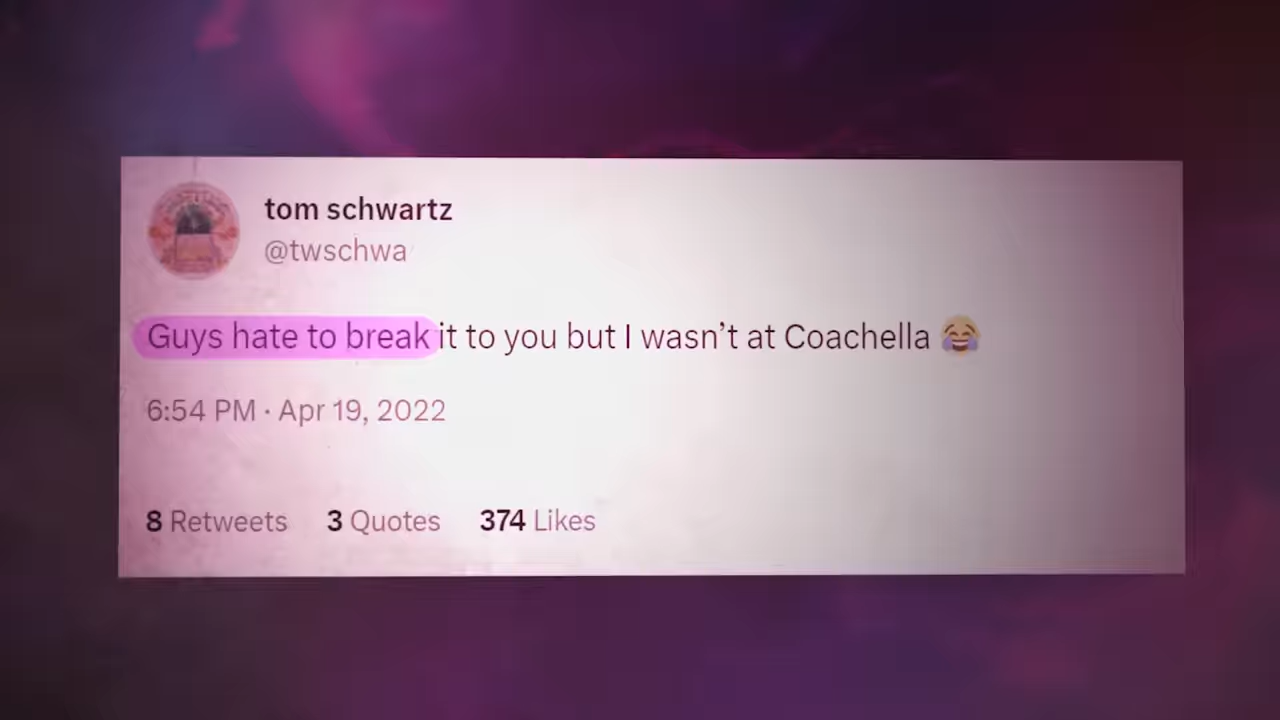 tom schwartz
@twschwa
Guys hate to break it to you but I wasn’t at Coachella 😂
6:54 PM · Apr 19, 2022
8 Retweets 3 Quotes 374 Likes